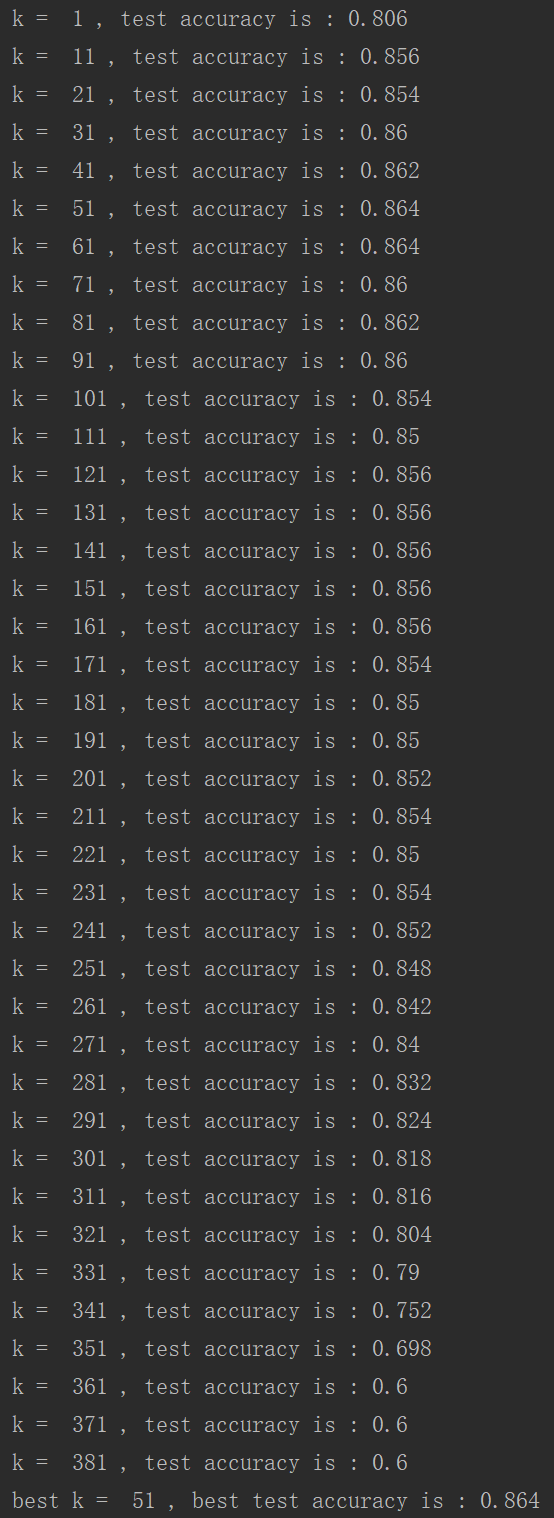 k =  1 , test accuracy is : 0.806
k =  11 , test accuracy is : 0.856
k =  21 , test accuracy is : 0.854
k =  31 , test accuracy is : 0.86
k =  41 , test accuracy is : 0.862
k =  51 , test accuracy is : 0.864
k =  61 , test accuracy is : 0.864
k =  71 , test accuracy is : 0.86
k =  81 , test accuracy is : 0.862
k =  91 , test accuracy is : 0.86
k =  101 , test accuracy is : 0.854
k =  111 , test accuracy is : 0.85
k =  121 , test accuracy is : 0.856
k =  131 , test accuracy is : 0.856
k =  141 , test accuracy is : 0.856
k =  151 , test accuracy is : 0.856
k =  161 , test accuracy is : 0.856
k =  171 , test accuracy is : 0.854
k =  181 , test accuracy is : 0.85
k =  191 , test accuracy is : 0.85
k =  201 , test accuracy is : 0.852
k =  211 , test accuracy is : 0.854
k =  221 , test accuracy is : 0.85
k =  231 , test accuracy is : 0.854
k =  241 , test accuracy is : 0.852
k =  251 , test accuracy is : 0.848
k =  261 , test accuracy is : 0.842
k =  271 , test accuracy is : 0.84
k =  281 , test accuracy is : 0.832
k =  291 , test accuracy is : 0.824
k =  301 , test accuracy is : 0.818
k =  311 , test accuracy is : 0.816
k =  321 , test accuracy is : 0.804
k =  331 , test accuracy is : 0.79
k =  341 , test accuracy is : 0.752
k =  351 , test accuracy is : 0.698
k =  361 , test accuracy is : 0.6
k =  371 , test accuracy is : 0.6
k =  381 , test accuracy is : 0.6
best k =  51 , best test accuracy is : 0.864